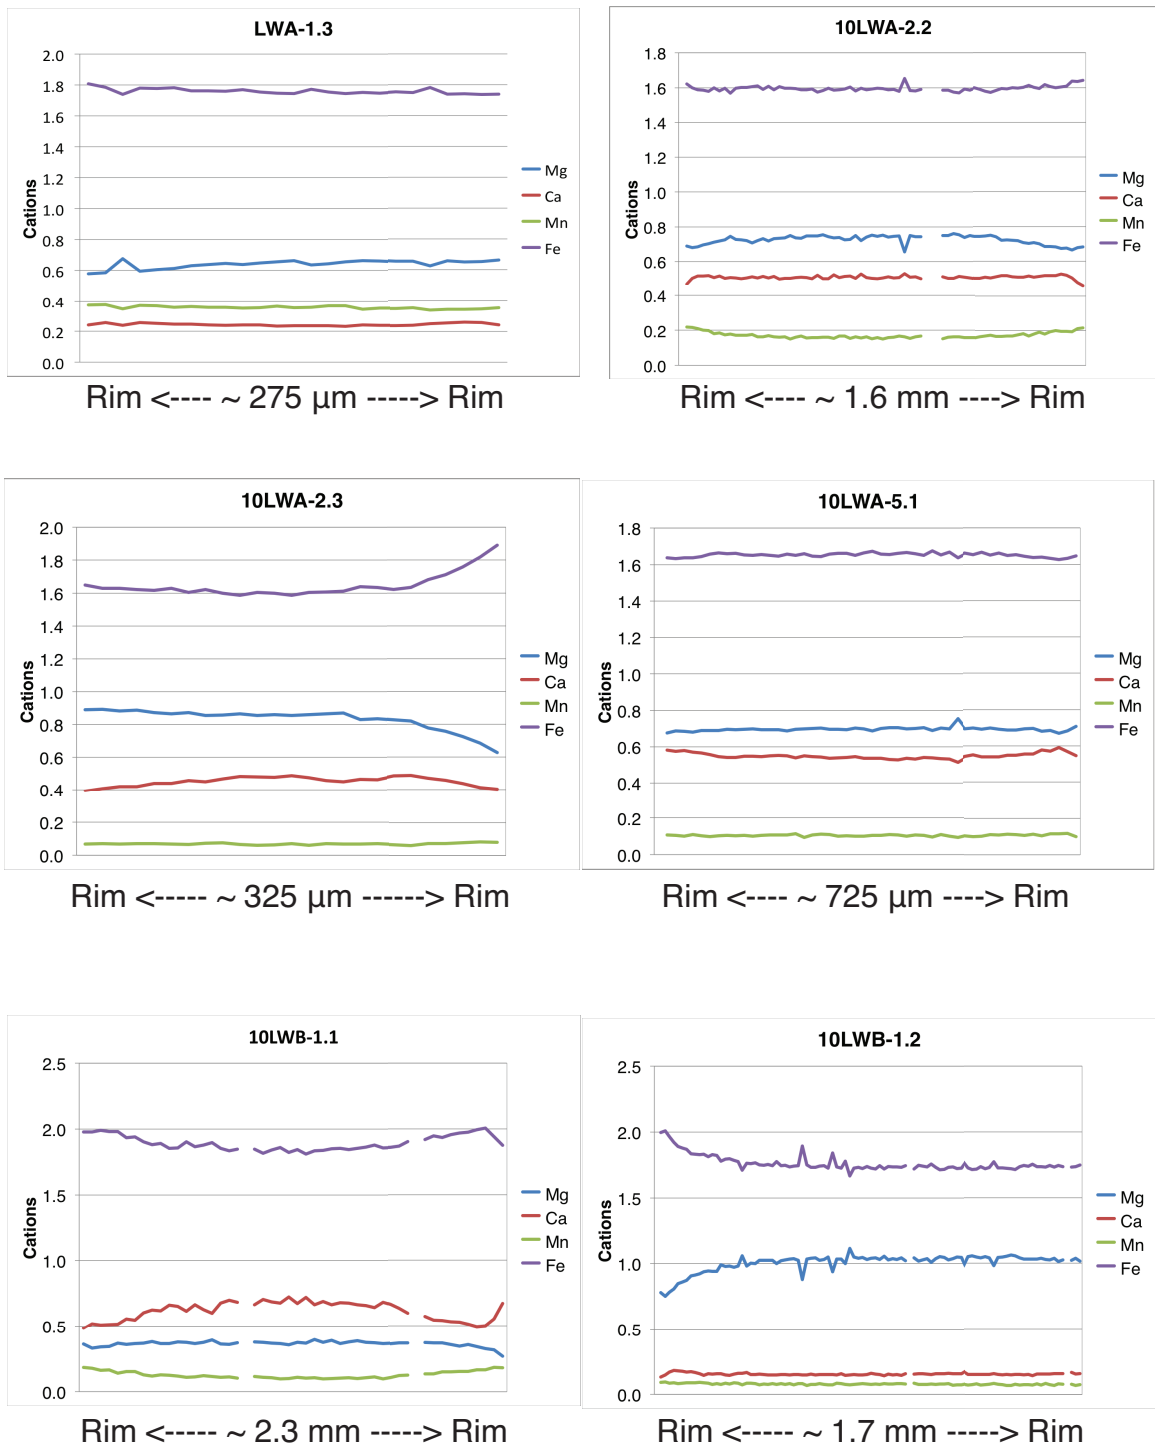 LWA-1.3
2.0
1.8
1.6
1.4
1.2
1.0
0.8
0.6
0.4
0.2
0.0
Cations
Mg
Ca
Mn
Fe
Rim <---- ~ 275 µm -----> Rim
10LWA-2.2
1.8
1.6
1.4
1.2
1.0
0.8
0.6
0.4
0.2
0.0
Cations
Mg
Ca
Mn
Fe
Rim <---- ~ 1.6 mm ----> Rim
10LWA-2.3
2.0
1.8
1.6
1.4
1.2
1.0
0.8
0.6
0.4
0.2
0.0
Cations
Mg
Ca
Mn
Fe
Rim <----- ~ 325 µm ------> Rim
10LWA-5.1
1.8
1.6
1.4
1.2
1.0
0.8
0.6
0.4
0.2
0.0
Cations
Mg
Ca
Mn
Fe
Rim <---- ~ 725 µm ----> Rim
10LWB-1.1
2.5
2.0
1.5
1.0
0.5
0.0
Cations
Mg
Ca
Mn
Fe
Rim <----- ~ 2.3 mm -----> Rim
10LWB-1.2
2.5
2.0
1.5
1.0
0.5
0.0
Cations
Mg
Ca
Mn
Fe
Rim <----- ~ 1.7 mm -----> Rim